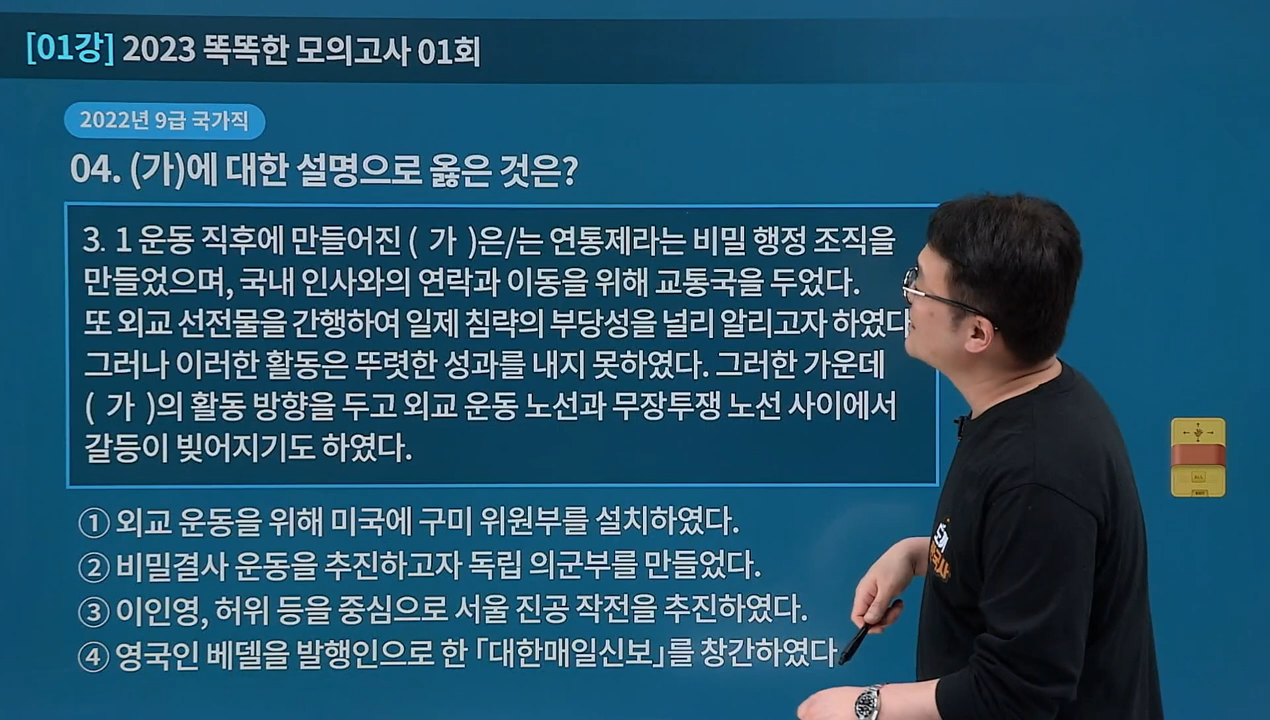 [01강] 2023 똑똑한 모의고사 01회
2022년 9급 국가직
04. (가)에 대한 설명으로 옳은 것은?
3. 1 운동 직후에 만들어진 ( 가 )은/는 연통제라는 비밀 행정 조직을
만들었으며, 국내 인사와의 연락과 이동을 위해 교통국을 두었다.
또 외교 선전물을 간행하여 일제 침략의 부당성을 널리 알리고자 하였다
그러나 이러한 활동은 뚜렷한 성과를 내지 못하였다. 그러한 가운데
( 가 )의 활동 방향을 두고 외교 운동 노선과 무장투쟁 노선 사이에서
갈등이 빚어지기도 하였다.
① 외교 운동을 위해 미국에 구미 위원부를 설치하였다.
② 비밀결사 운동을 추진하고자 독립 의군부를 만들었다.
③ 이인영, 허위 등을 중심으로 서울 진공 작전을 추진하였다.
④ 영국인 베델을 발행인으로 한 「대한매일신보」를 창간하였다